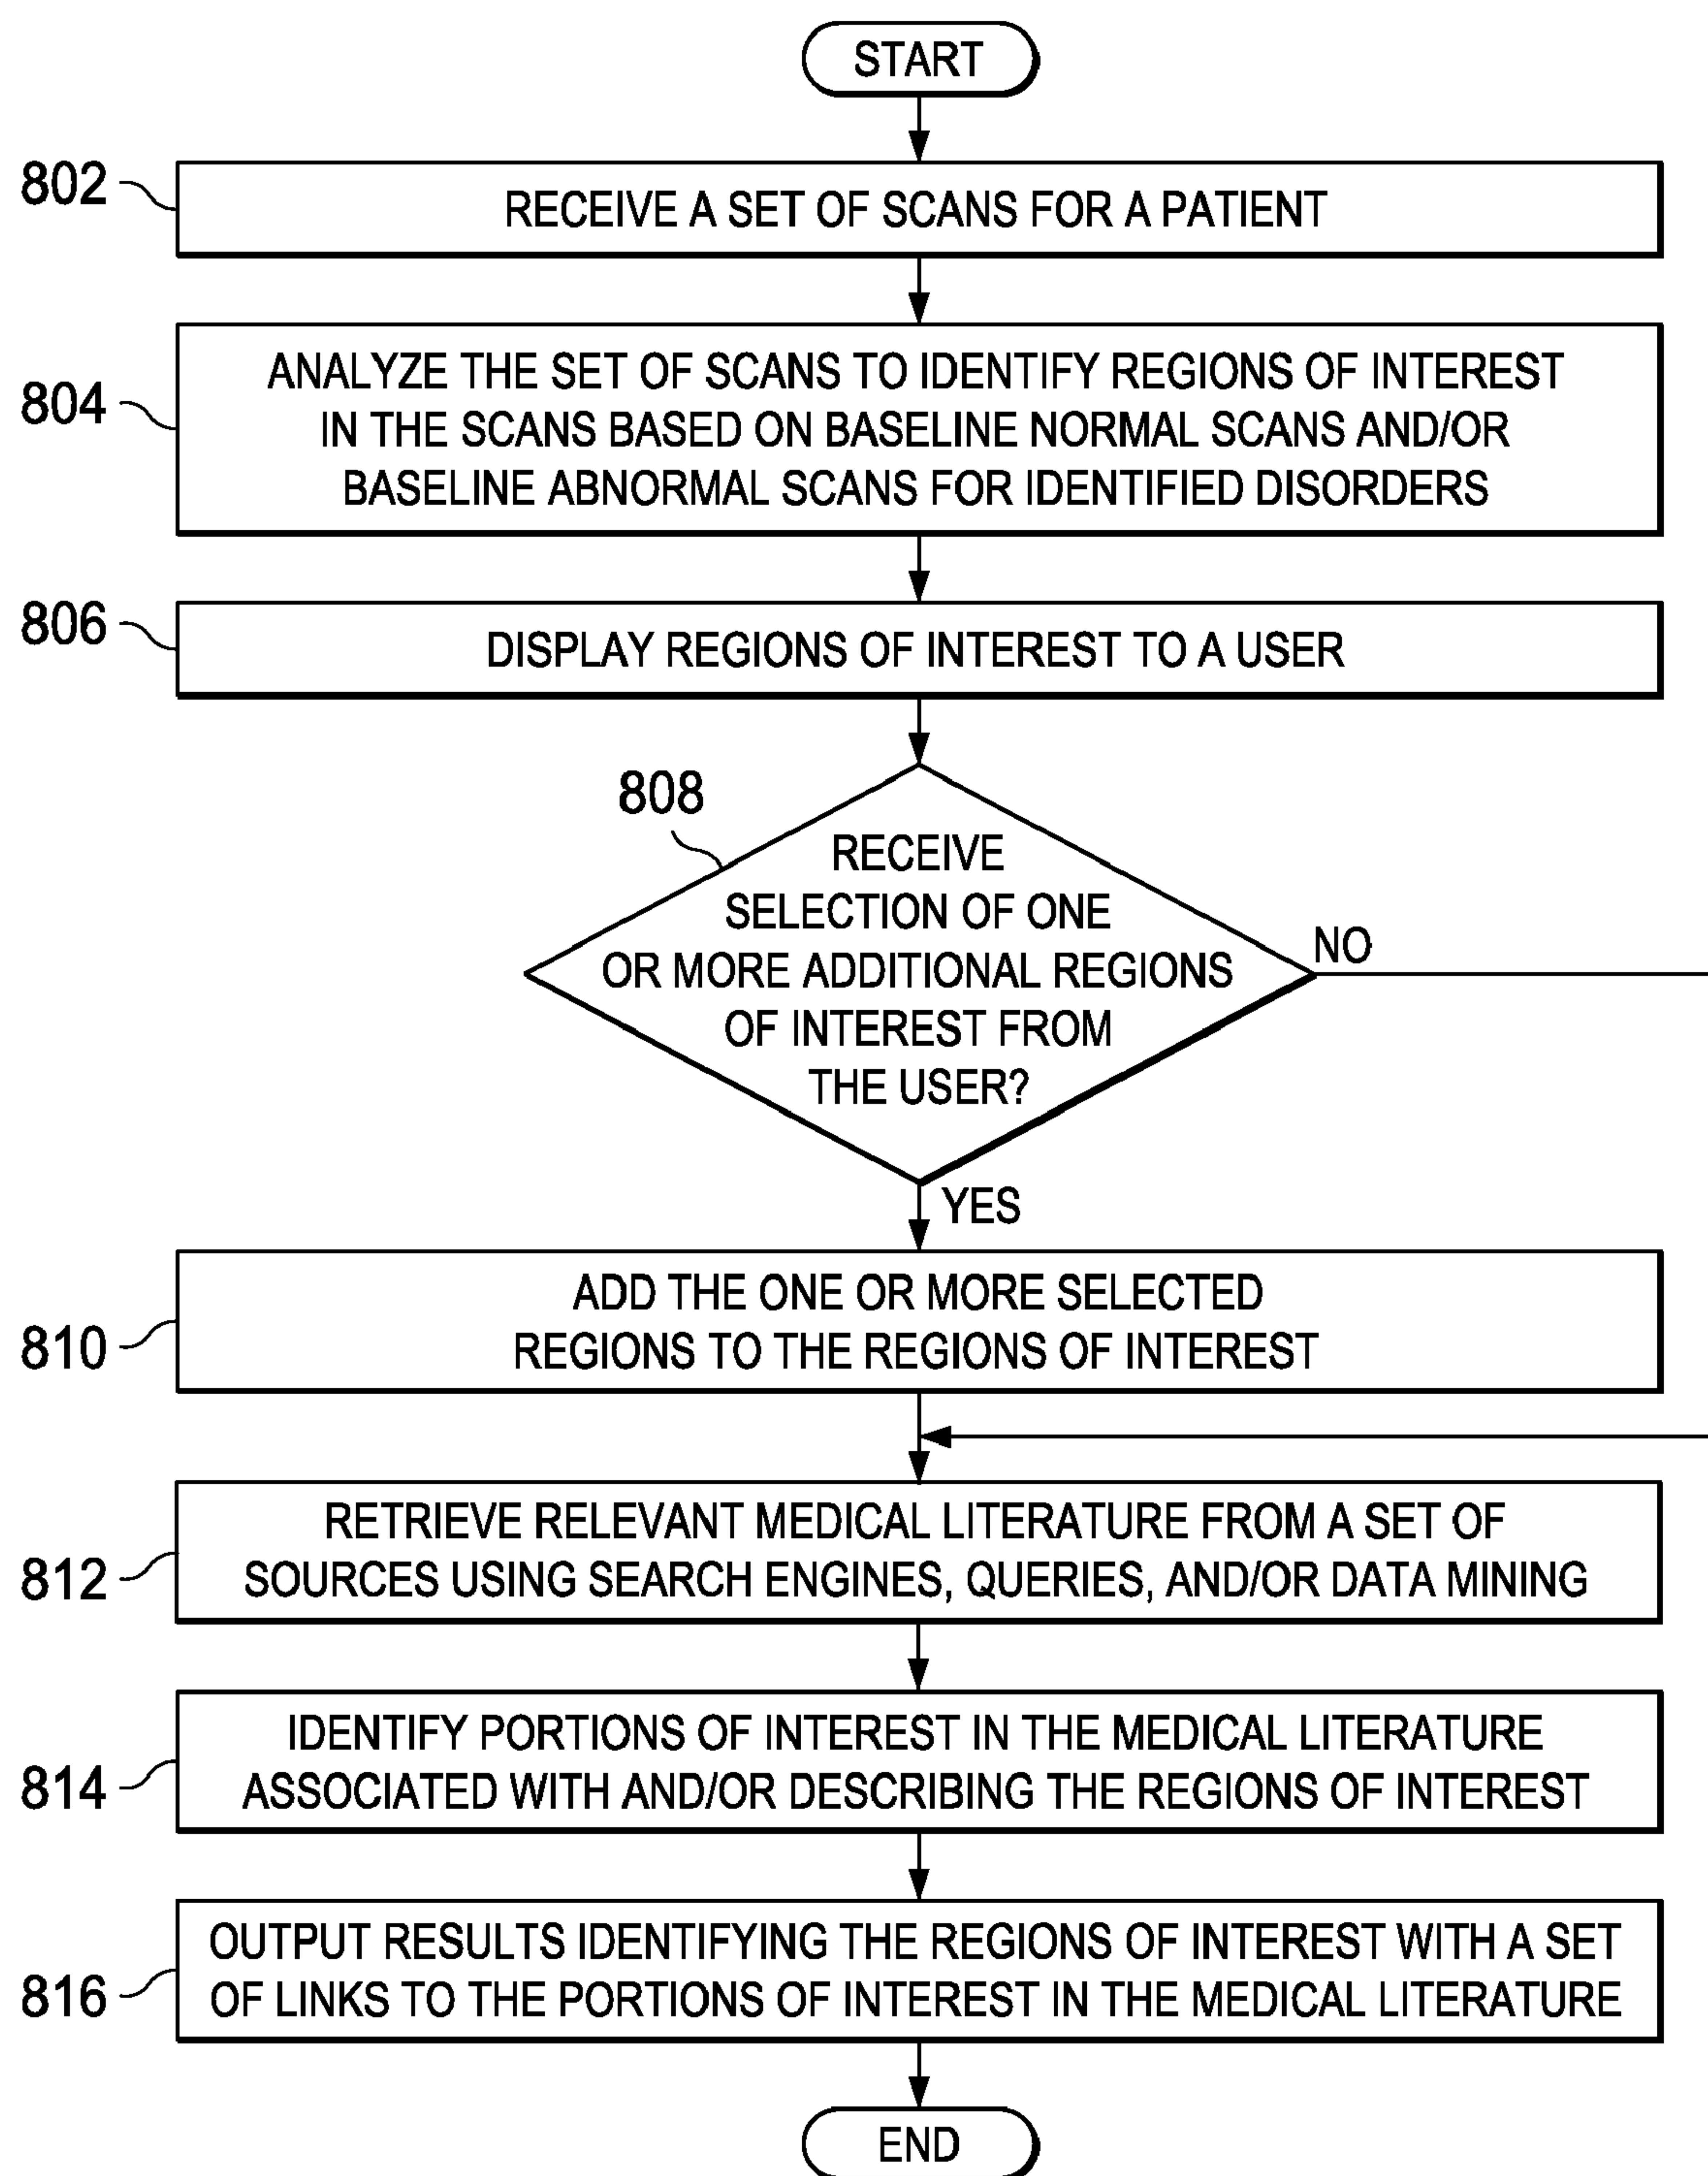 START
802
RECEIVE A SET OF SCANS FOR A PATIENT
804
ANALYZE THE SET OF SCANS TO IDENTIFY REGIONS OF INTEREST
IN THE SCANS BASED ON BASELINE NORMAL SCANS AND/OR
BASELINE ABNORMAL SCANS FOR IDENTIFIED DISORDERS
806
DISPLAY REGIONS OF INTEREST TO A USER
808
RECEIVE
SELECTION OF ONE
OR MORE ADDITIONAL REGIONS
OF INTEREST FROM
THE USER?
NO
YES
810
ADD THE ONE OR MORE SELECTED
REGIONS TO THE REGIONS OF INTEREST
812
RETRIEVE RELEVANT MEDICAL LITERATURE FROM A SET OF
SOURCES USING SEARCH ENGINES, QUERIES, AND/OR DATA MINING
814
IDENTIFY PORTIONS OF INTEREST IN THE MEDICAL LITERATURE
ASSOCIATED WITH AND/OR DESCRIBING THE REGIONS OF INTEREST
816
OUTPUT RESULTS IDENTIFYING THE REGIONS OF INTEREST WITH A SET
OF LINKS TO THE PORTIONS OF INTEREST IN THE MEDICAL LITERATURE
END